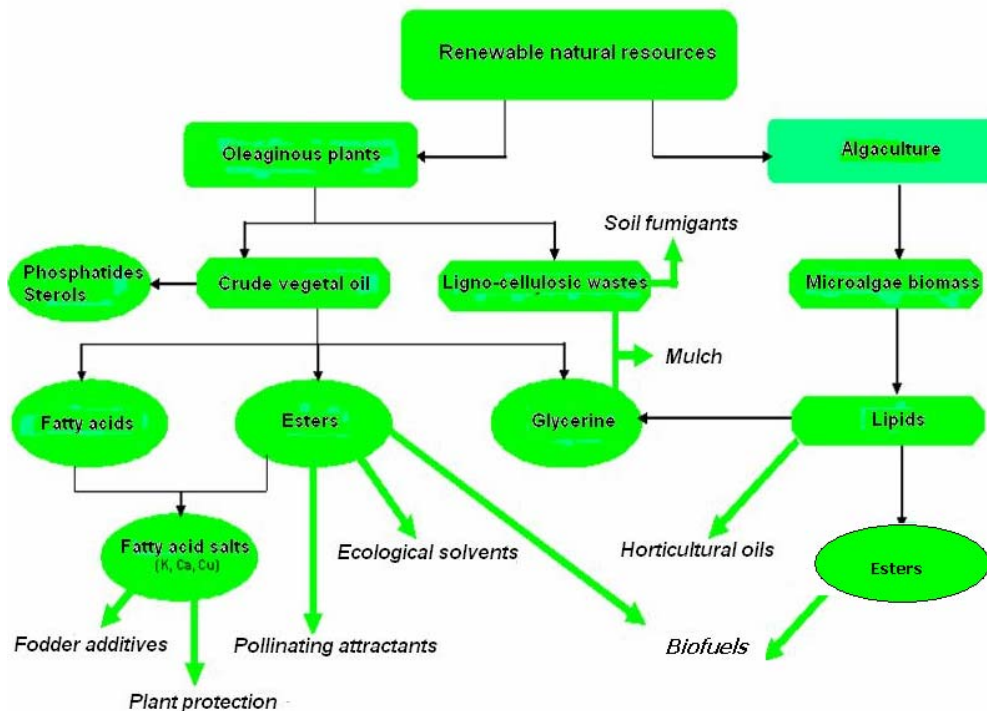 Renewable natural resources
Oleaginous plants
Algaculture
Soil fumigants
Phosphatides
Sterols
Crude vegetal oil
Ligno-cellulosic wastes
Microalgae biomass
Mulch
Fatty acids
Esters
Glycerine
Lipids
Fatty acid salts
(K, Ca, Cu)
Ecological solvents
Horticultural oils
Esters
Fodder additives
Pollinating attractants
Biofuels
Plant protection